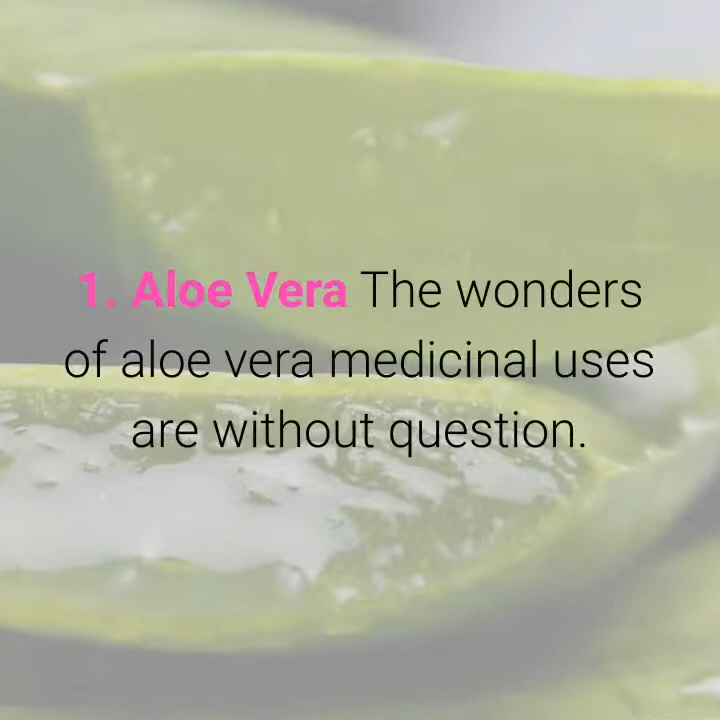 1. Aloe Vera The wonders
of aloe vera medicinal uses
are without question.